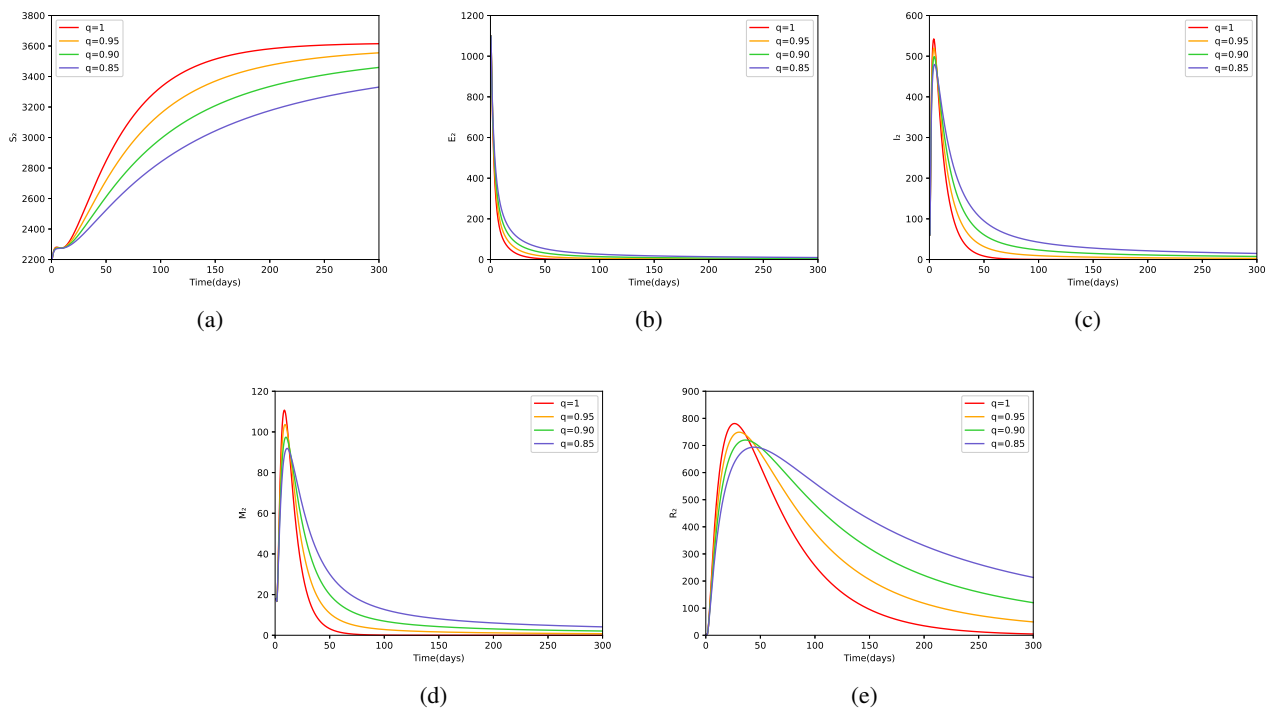 3800
3600
3400
3200
3000
2800
2600
2400
2200
S₂
0 50 100 150 200 250 300
Time(days)
q=1
q=0.95
q=0.90
q=0.85
(a)
1200
1000
800
600
400
200
0
E₂
0 50 100 150 200 250 300
Time(days)
q=1
q=0.95
q=0.90
q=0.85
(b)
600
500
400
300
200
100
0
I₂
0 50 100 150 200 250 300
Time(days)
q=1
q=0.95
q=0.90
q=0.85
(c)
120
100
80
60
40
20
0
M₂
0 50 100 150 200 250 300
Time(days)
q=1
q=0.95
q=0.90
q=0.85
(d)
900
800
700
600
500
400
300
200
100
0
R₂
0 50 100 150 200 250 300
Time(days)
q=1
q=0.95
q=0.90
q=0.85
(e)